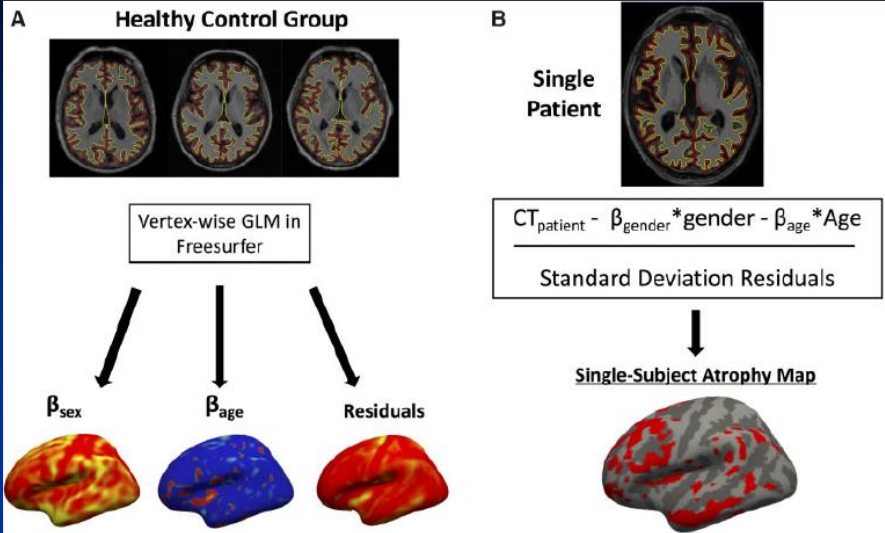 A
Healthy Control Group
Vertex-wise GLM in
Freesurfer
βsex
βage
Residuals
B
Single
Patient
CTpatient - βgender*gender - βage*Age
Standard Deviation Residuals
Single-Subject Atrophy Map